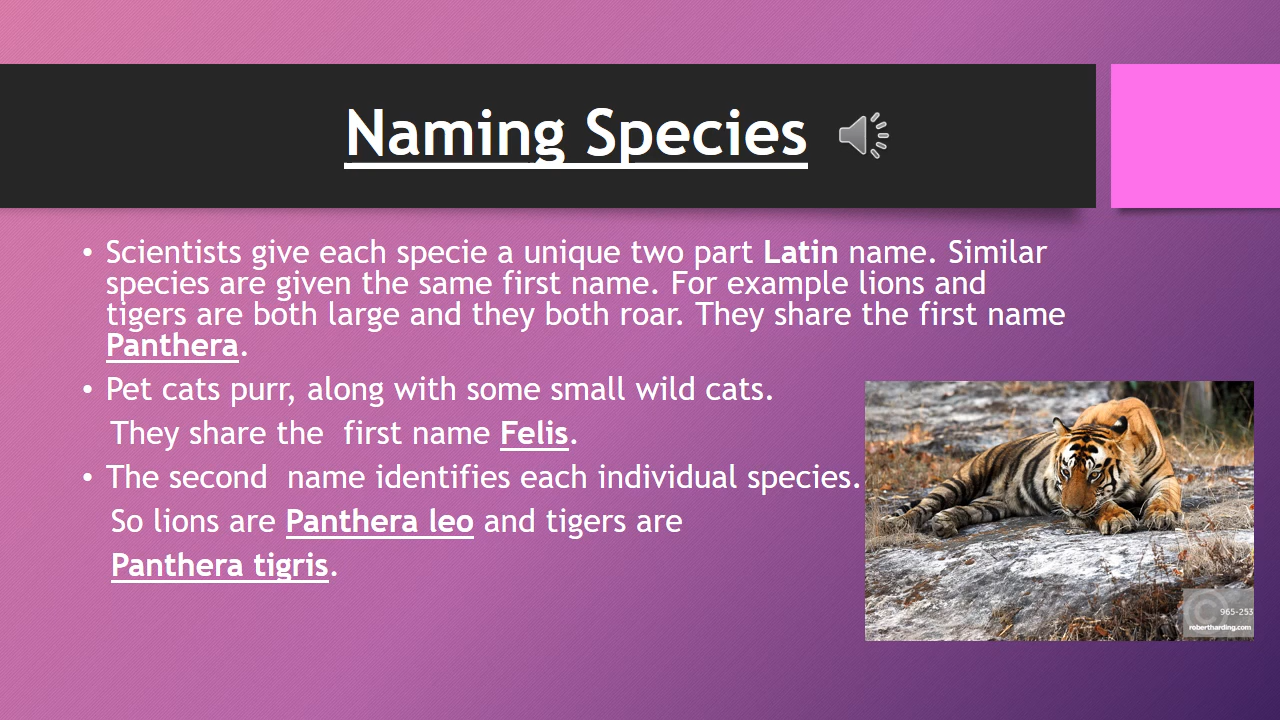 Naming Species
• Scientists give each specie a unique two part Latin name. Similar
species are given the same first name. For example lions and
tigers are both large and they both roar. They share the first name
Panthera.
• Pet cats purr, along with some small wild cats.
They share the  first name Felis.
• The second  name identifies each individual species.
So lions are Panthera leo and tigers are
Panthera tigris.
965-253
robertharding.com